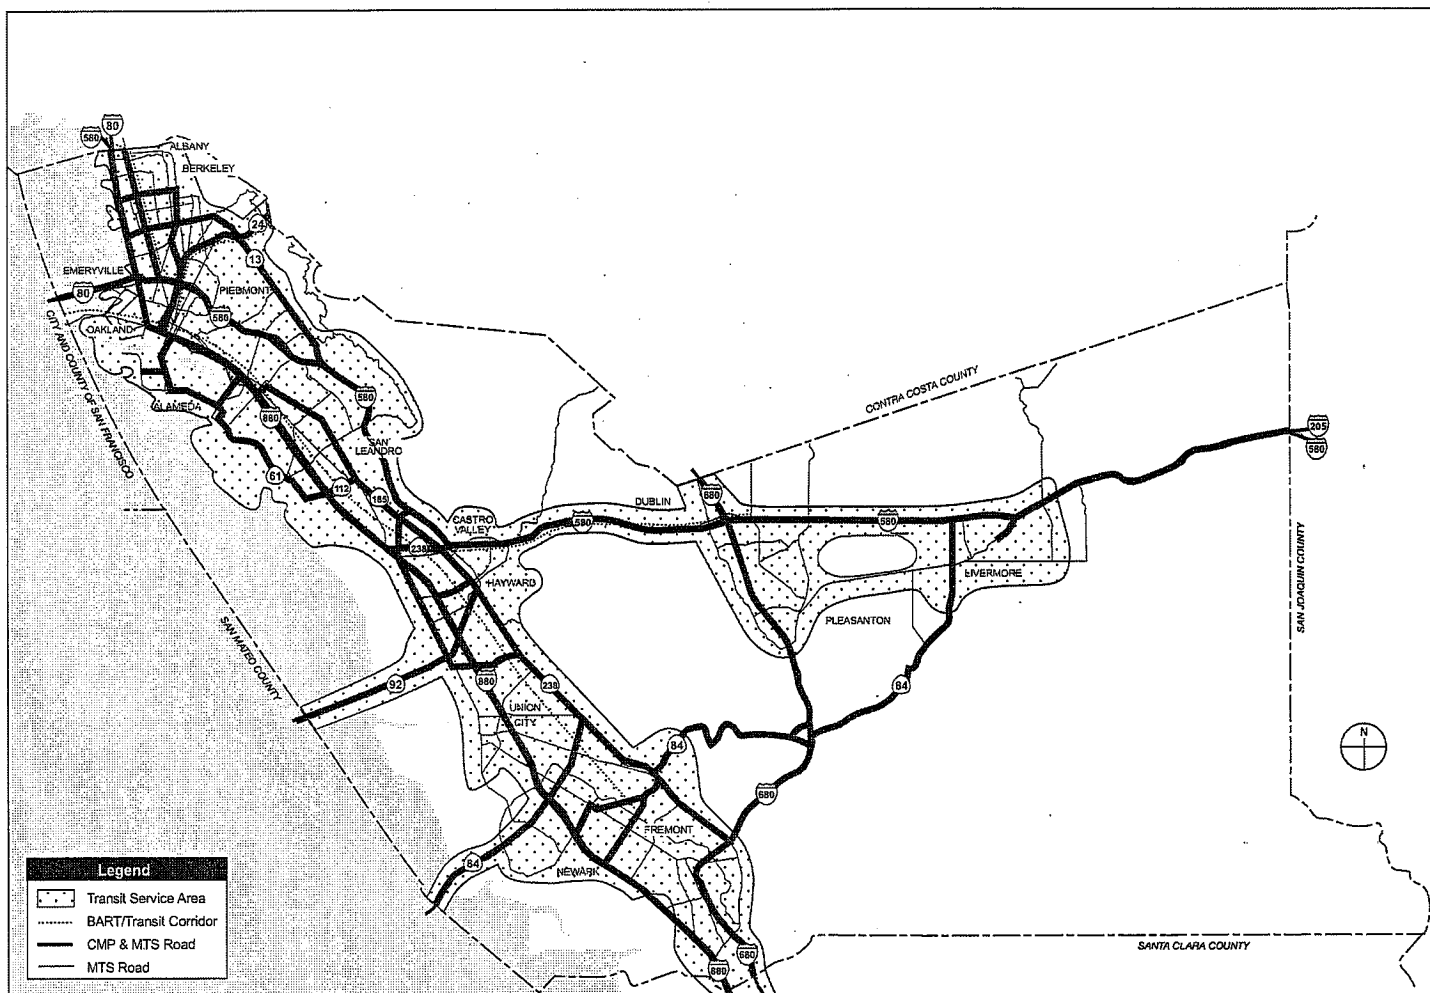 80
580
ALBANY
BERKELEY
24
13
EMERYVILLE
80
PIEDMONT
580
OAKLAND
CITY AND COUNTY OF SAN FRANCISCO
580
ALAMEDA
880
SAN
LEANDRO
CONTRA COSTA COUNTY
205
580
61
112
185
DUBLIN
680
CASTRO
VALLEY
580
580
238
HAYWARD
LIVERMORE
SAN JOAQUIN COUNTY
PLEASANTON
SAN MATEO COUNTY
92
880
238
84
UNION
CITY
84
N
680
FREMONT
84
NEWARK
Legend
Transit Service Area
BART/Transit Corridor
CMP & MTS Road
MTS Road
680
880
SANTA CLARA COUNTY